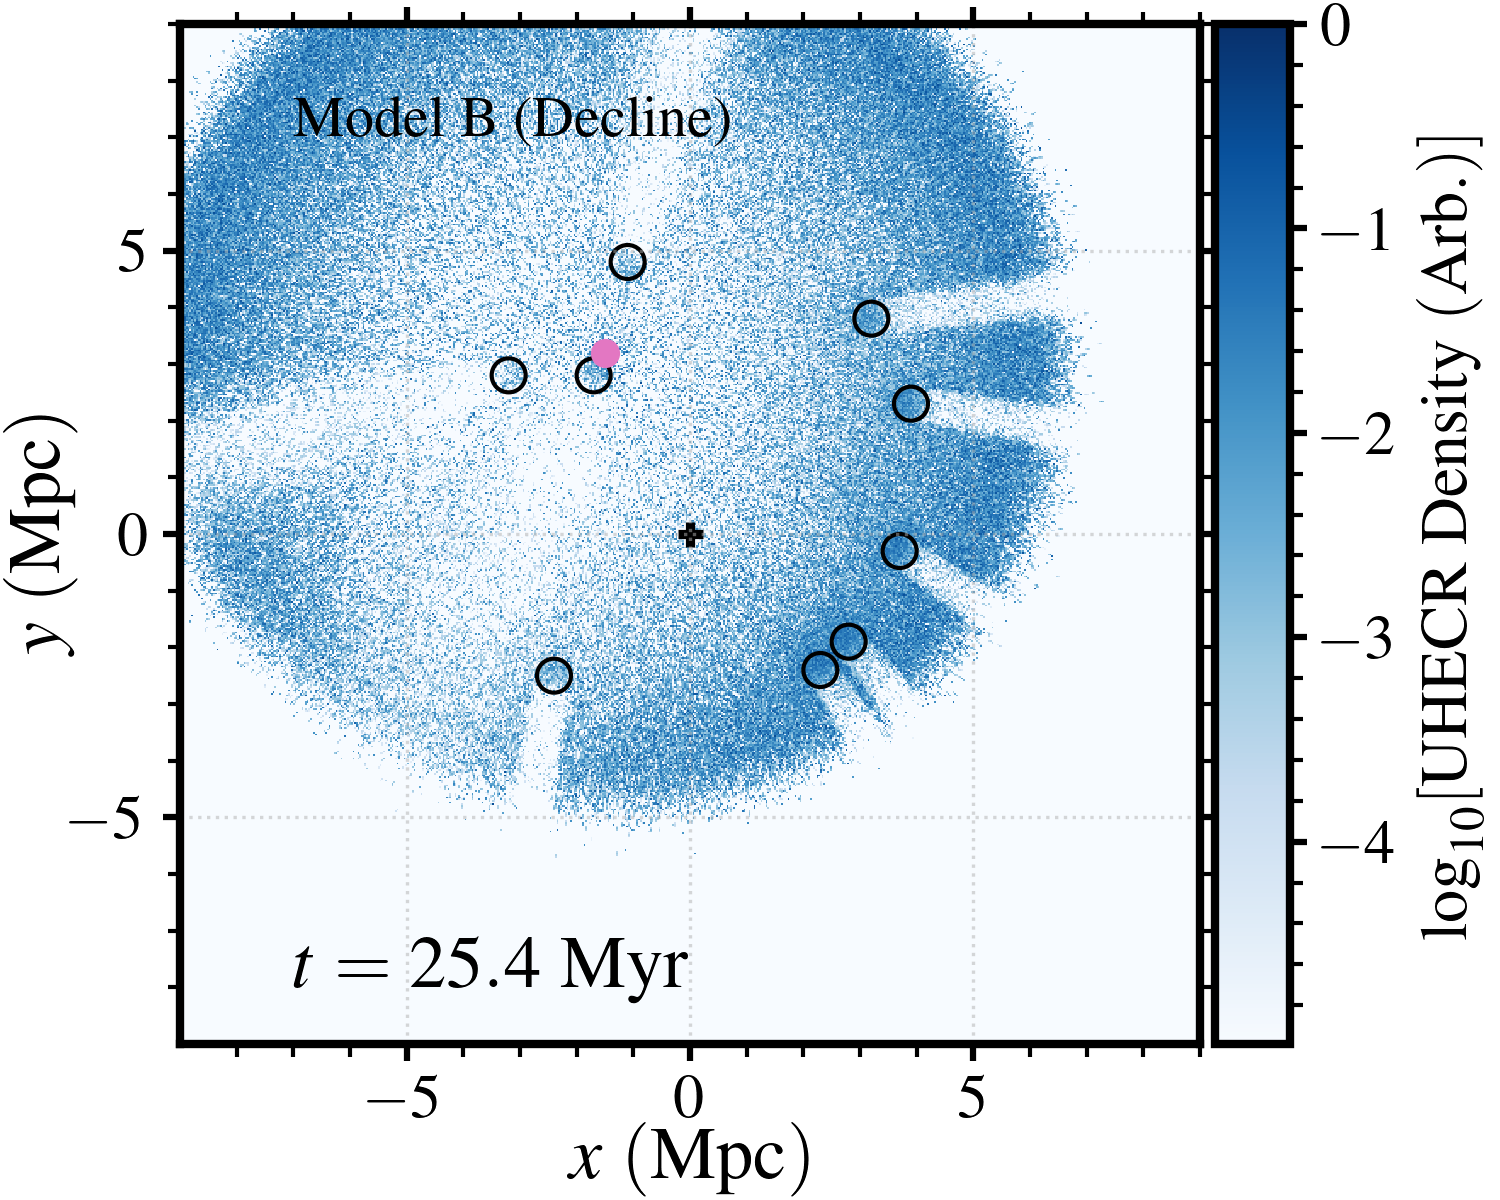 Model B (Decline)
t = 25.4 Myr
5
0
−5
y (Mpc)
−5
0
5
x (Mpc)
0
−1
−2
−3
−4
log10[UHECR Density (Arb.)]